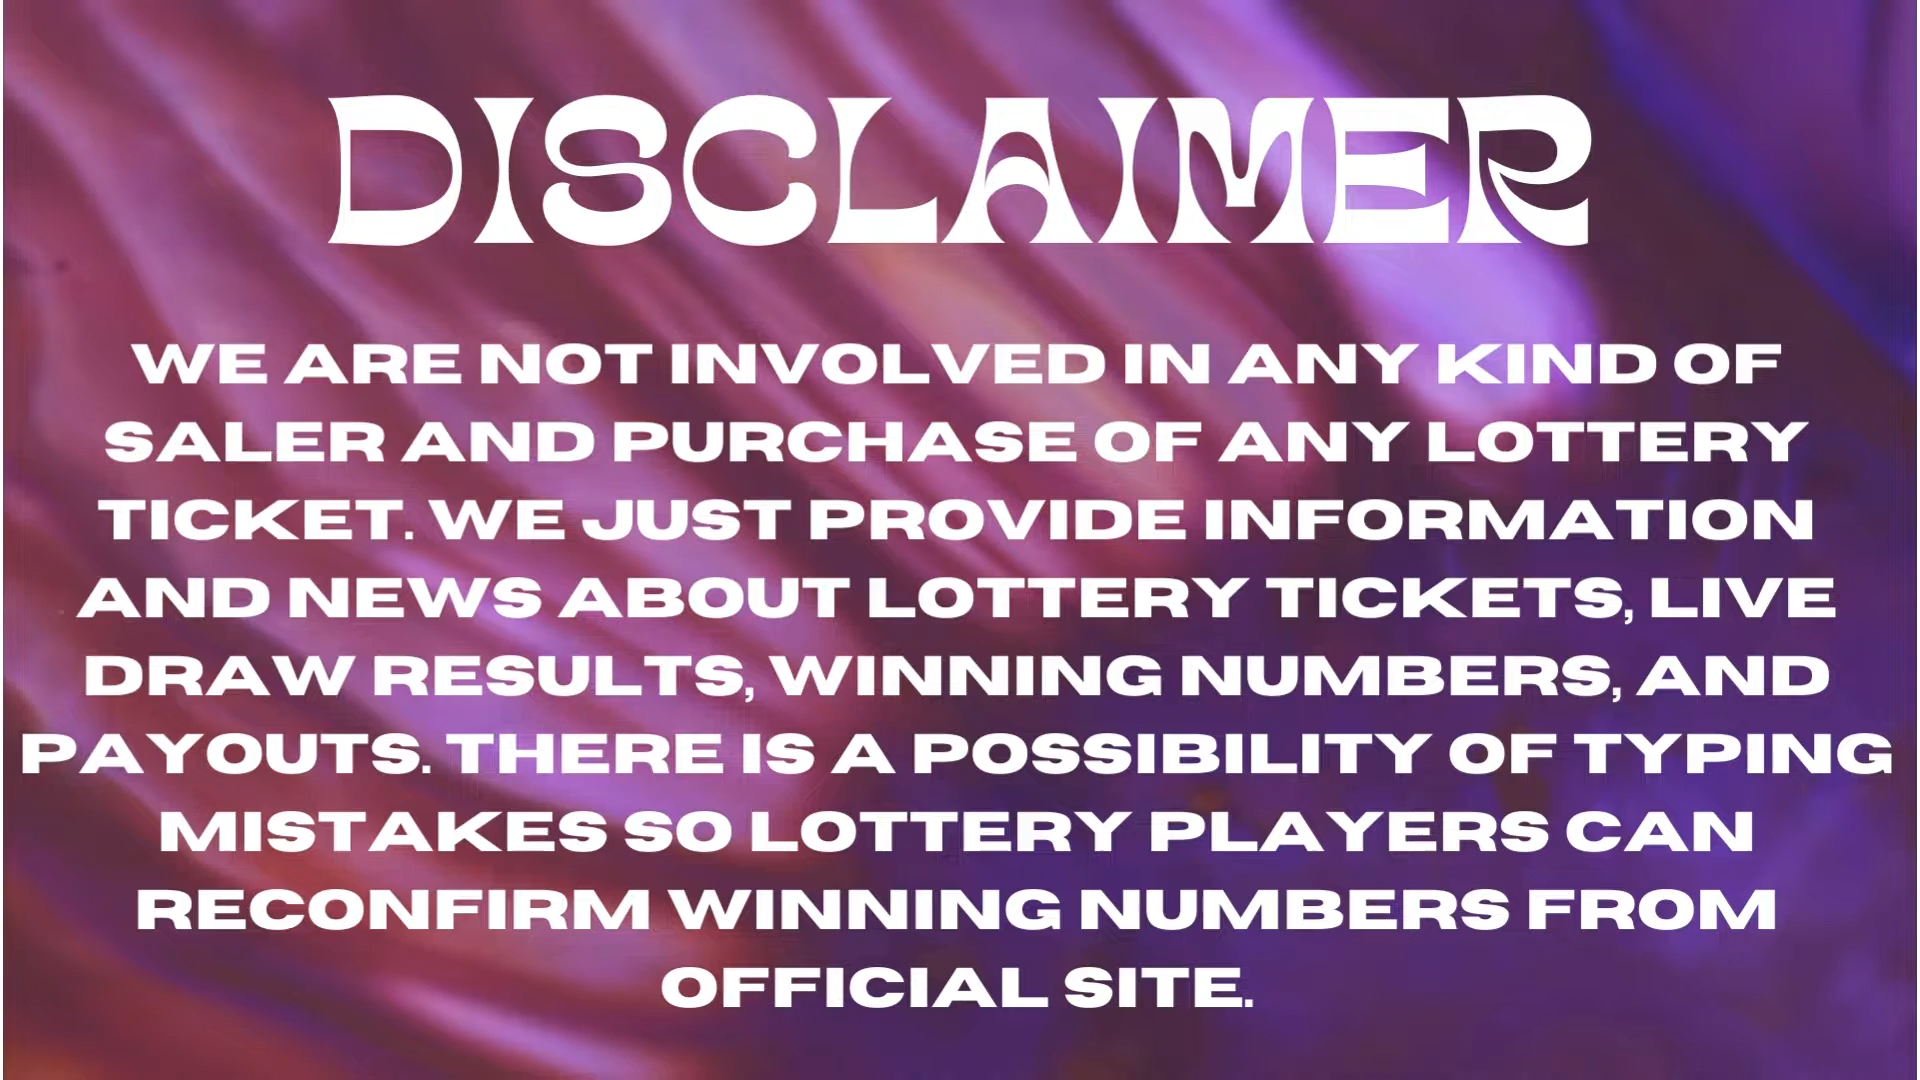 DISCLAIMER
WE ARE NOT INVOLVED IN ANY KIND OF
SALER AND PURCHASE OF ANY LOTTERY
TICKET. WE JUST PROVIDE INFORMATION
AND NEWS ABOUT LOTTERY TICKETS, LIVE
DRAW RESULTS, WINNING NUMBERS, AND
PAYOUTS. THERE IS A POSSIBILITY OF TYPING
MISTAKES SO LOTTERY PLAYERS CAN
RECONFIRM WINNING NUMBERS FROM
OFFICIAL SITE.